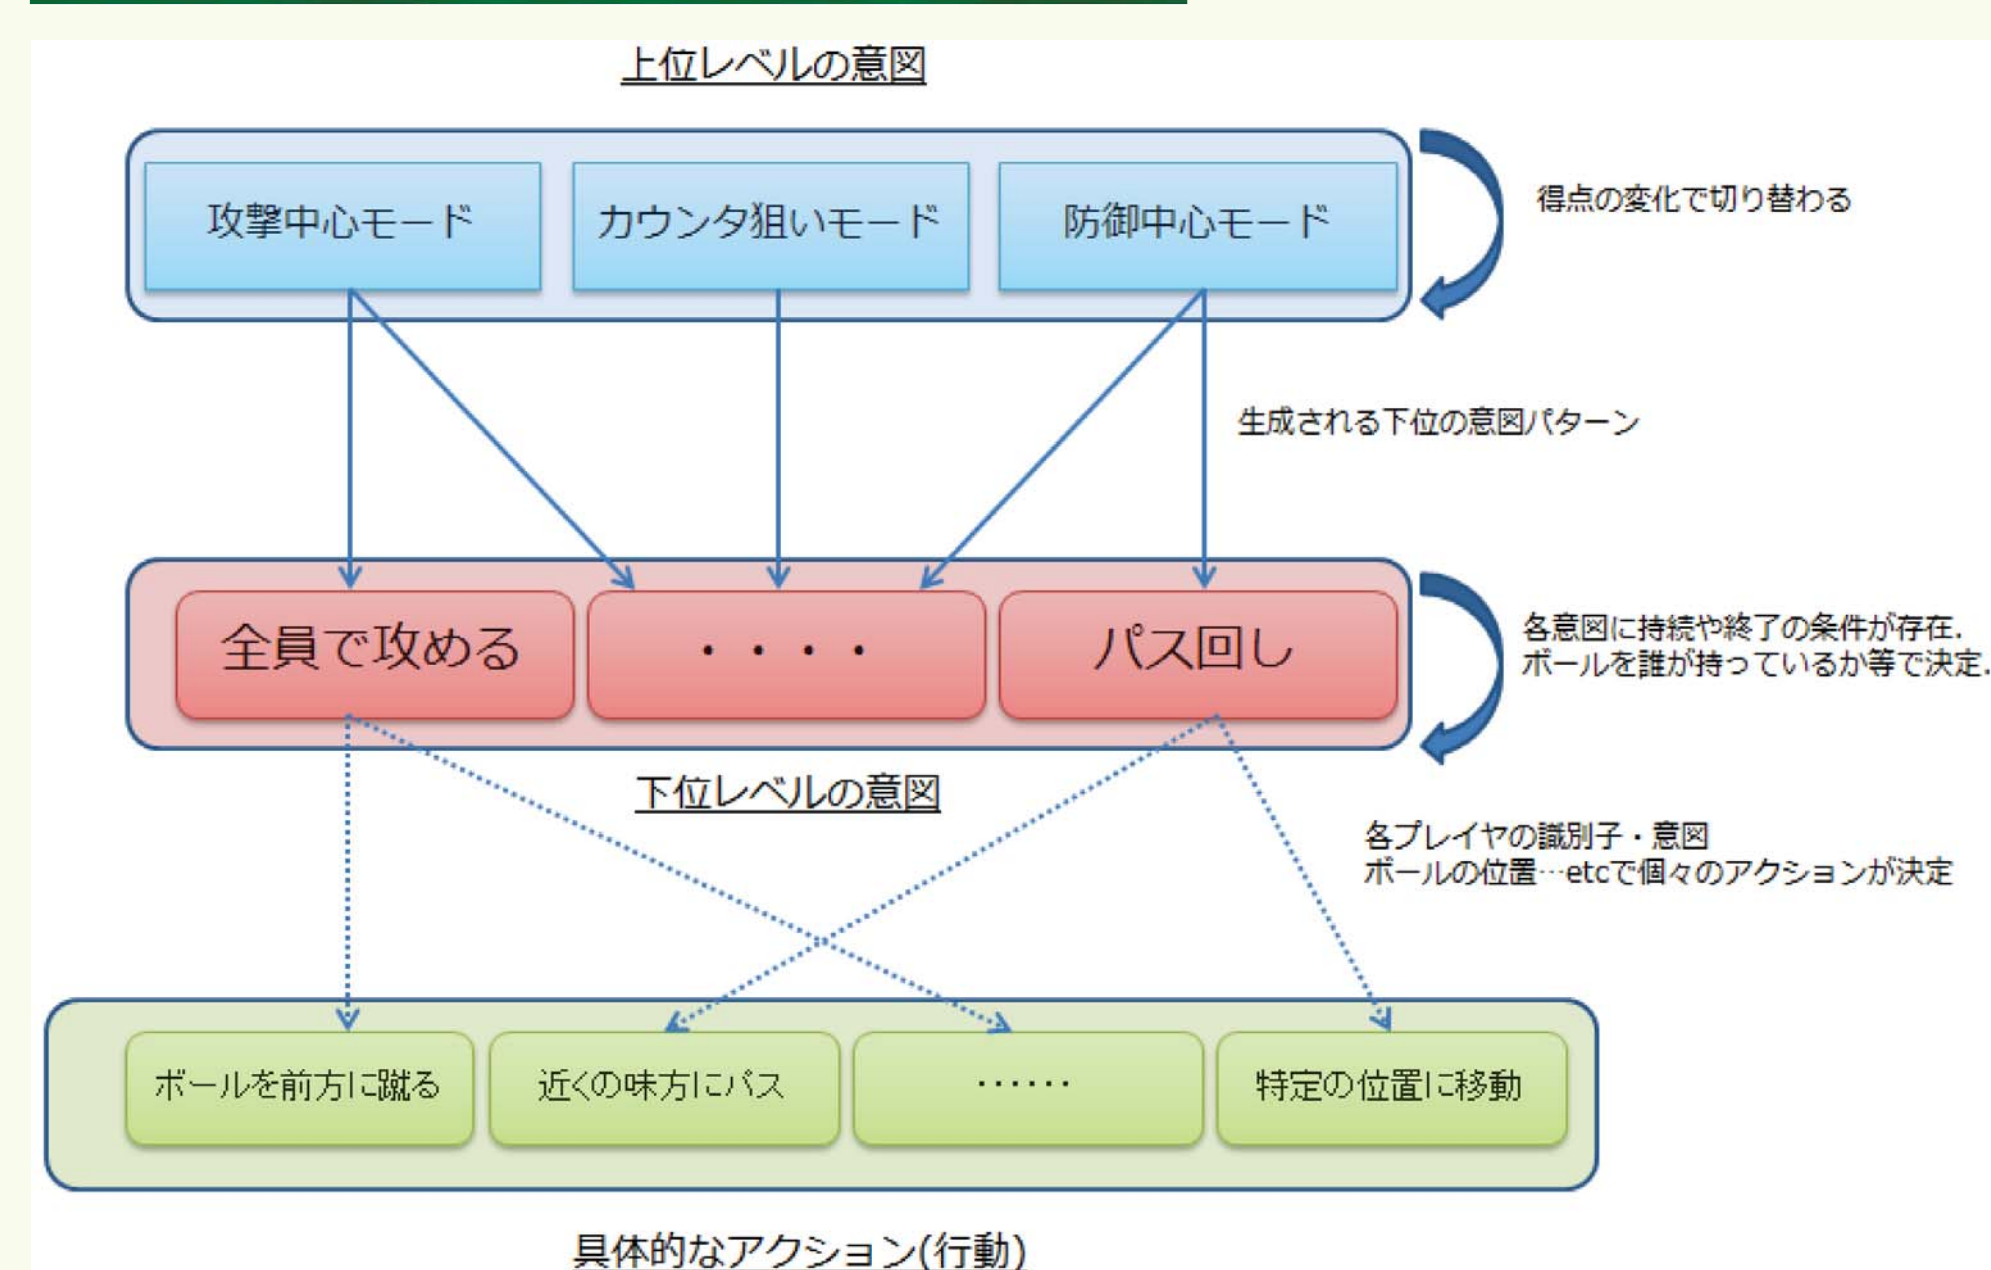 上位レベルの意図
攻撃中心モード
カウンタ狙いモード
防御中心モード
得点の変化で切り替わる
生成される下位の意図パターン
全員で攻める
・・・・
パス回し
各意図に持続や終了の条件が存在.
ボールを誰が持っているか等で決定.
下位レベルの意図
各プレイヤの識別子・意図
ボールの位置…etcで個々のアクションが決定
ボールを前方に蹴る
近くの味方にパス
……
特定の位置に移動
具体的なアクション(行動)